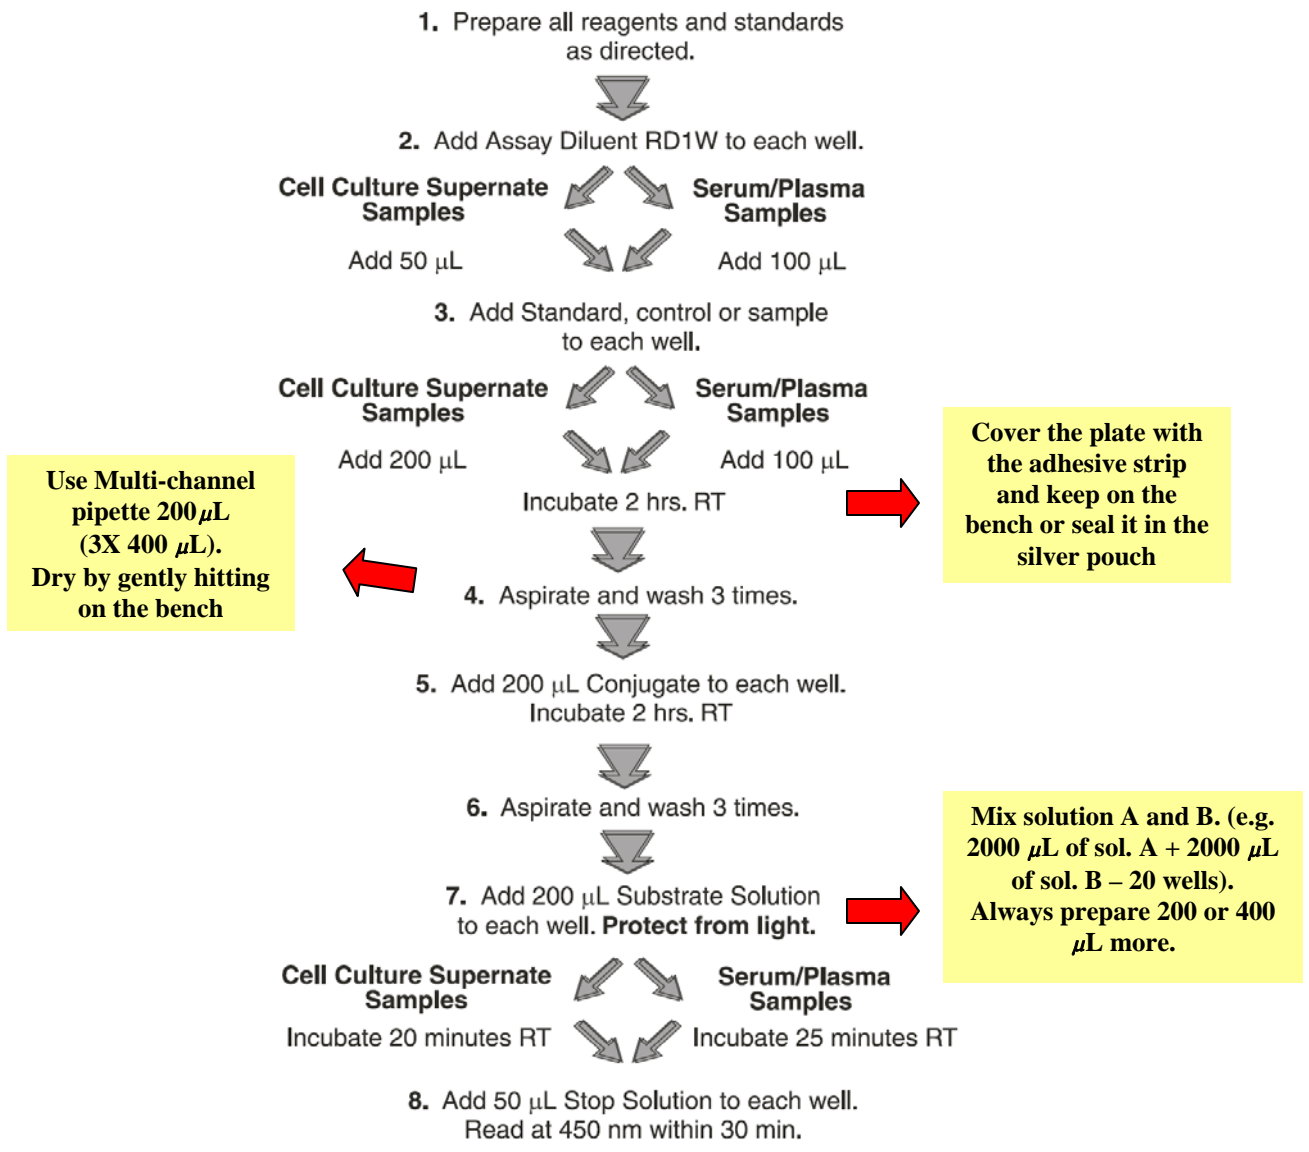 1. Prepare all reagents and standards
as directed.
2. Add Assay Diluent RD1W to each well.
Cell Culture Supernate
Samples
Add 50 μL
Serum/Plasma
Samples
Add 100 μL
3. Add Standard, control or sample
to each well.
Cell Culture Supernate
Samples
Add 200 μL
Serum/Plasma
Samples
Add 100 μL
Incubate 2 hrs. RT
Cover the plate with
the adhesive strip
and keep on the
bench or seal it in the
silver pouch
Use Multi-channel
pipette 200μL
(3X 400 μL).
Dry by gently hitting
on the bench
4. Aspirate and wash 3 times.
5. Add 200 μL Conjugate to each well.
Incubate 2 hrs. RT
6. Aspirate and wash 3 times.
7. Add 200 μL Substrate Solution
to each well. Protect from light.
Mix solution A and B. (e.g.
2000 μL of sol. A + 2000 μL
of sol. B – 20 wells).
Always prepare 200 or 400
μL more.
Cell Culture Supernate
Samples
Incubate 20 minutes RT
Serum/Plasma
Samples
Incubate 25 minutes RT
8. Add 50 μL Stop Solution to each well.
Read at 450 nm within 30 min.